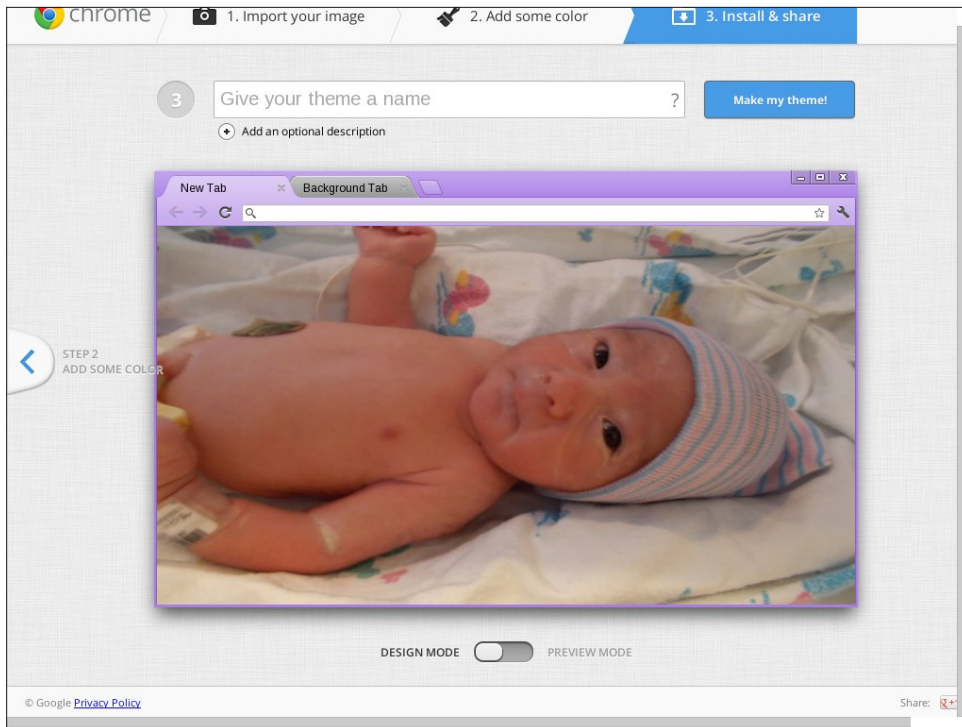 chrome
1. Import your image
2. Add some color
3. Install & share
3
Give your theme a name
?
Make my theme!
Add an optional description
New Tab
Background Tab
STEP 2
ADD SOME COLOR
DESIGN MODE
PREVIEW MODE
© Google Privacy Policy
Share: